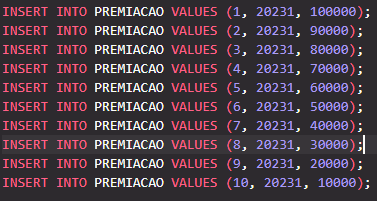 INSERT INTO PREMIACAO VALUES (1, 20231, 100000);
INSERT INTO PREMIACAO VALUES (2, 20231, 90000);
INSERT INTO PREMIACAO VALUES (3, 20231, 80000);
INSERT INTO PREMIACAO VALUES (4, 20231, 70000);
INSERT INTO PREMIACAO VALUES (5, 20231, 60000);
INSERT INTO PREMIACAO VALUES (6, 20231, 50000);
INSERT INTO PREMIACAO VALUES (7, 20231, 40000);
INSERT INTO PREMIACAO VALUES (8, 20231, 30000);
INSERT INTO PREMIACAO VALUES (9, 20231, 20000);
INSERT INTO PREMIACAO VALUES (10, 20231, 10000);